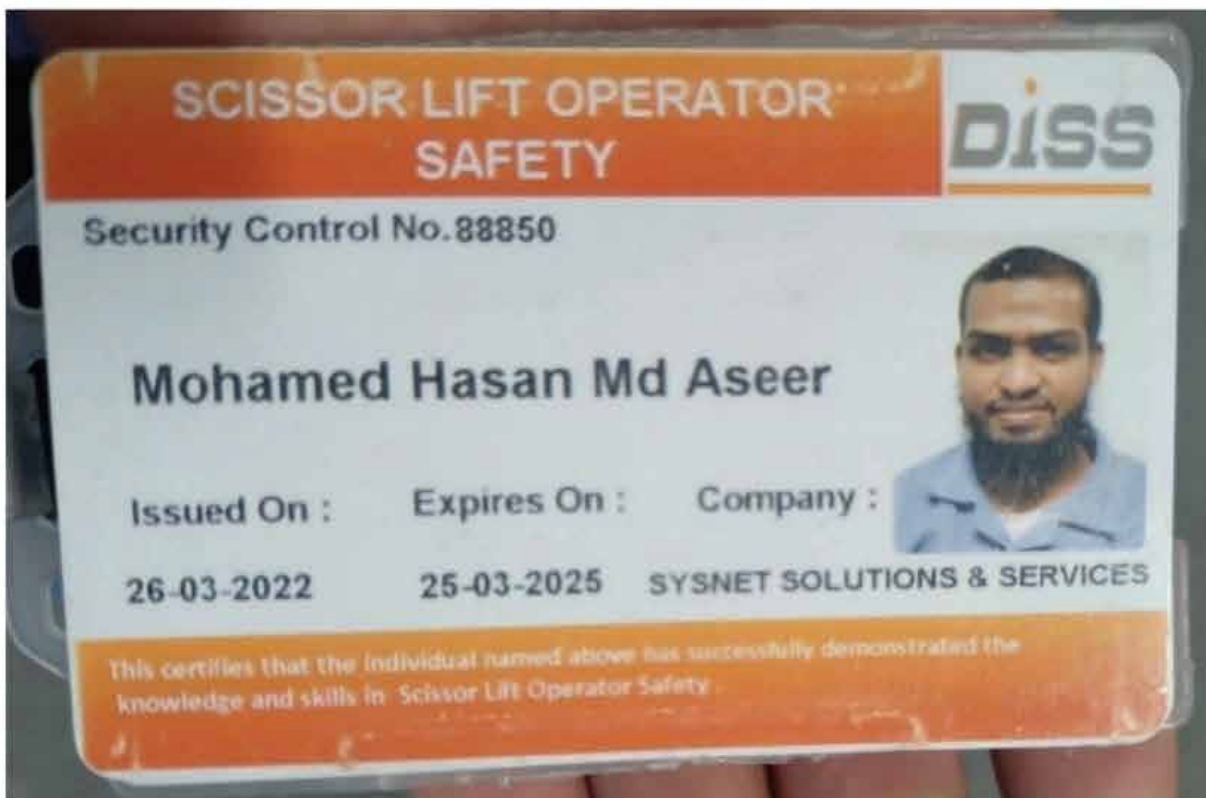 SCISSOR LIFT OPERATOR
SAFETY
DiSS
Security Control No.88850
Mohamed Hasan Md Aseer
Issued On : Expires On : Company :
26-03-2022 25-03-2025 SYSNET SOLUTIONS & SERVICES
This certifies that the individual named above has successfully demonstrated the
knowledge and skills in Scissor Lift Operator Safety